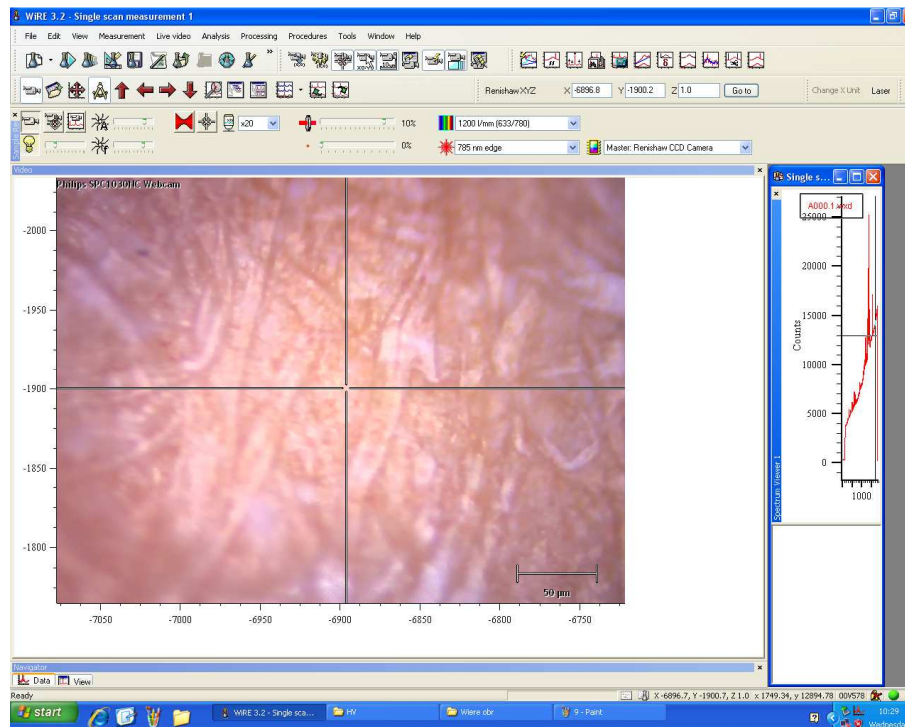 WiRE 3.2 - Single scan measurement 1
File Edit View Measurement Live video Analysis Processing Procedures Tools Window Help
Renishaw XYZ X -6896.8 Y -1900.2 Z 1.0 Go to Change X Unit Laser
x20 10% 1200 l/mm (633/780)
0% 785 nm edge Master: Renishaw CCD Camera
Video
Single s...
Philips SPC1030NC Webcam
A000.1
-2000
-1950
-1900
-1850
-1800
50 µm
-7050 -7000 -6950 -6900 -6850 -6800 -6750
25000
20000
15000
10000
5000
0
Counts
1000
Spectrum Viewer 1
Navigator
Data View
Ready X -6896.7, Y -1900.7, Z 1.0 x 1749.34, y 12894.78 00VS78
start WiRE 3.2 - Single sca... HV Wiere obr 9 - Paint 10:29
Wednesd